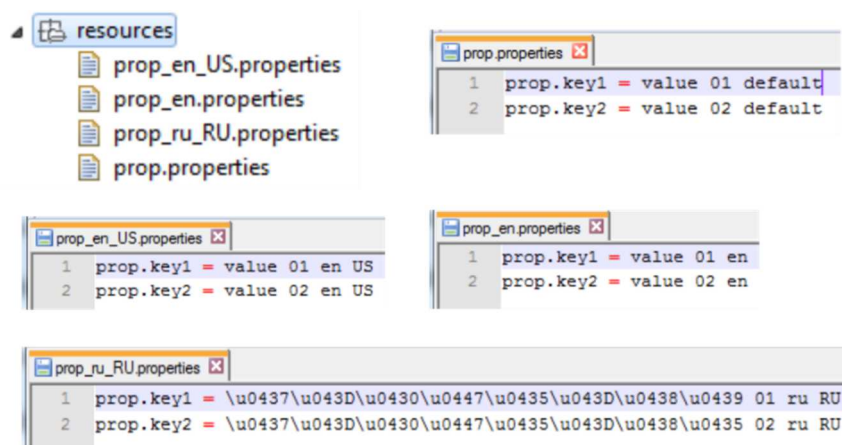 resources
prop_en_US.properties
prop_en.properties
prop_ru_RU.properties
prop.properties
prop.properties
1 prop.key1 = value 01 default
2 prop.key2 = value 02 default
prop_en_US.properties
1 prop.key1 = value 01 en US
2 prop.key2 = value 02 en US
prop_en.properties
1 prop.key1 = value 01 en
2 prop.key2 = value 02 en
prop_ru_RU.properties
1 prop.key1 = \u0437\u043D\u0430\u0447\u0435\u043D\u0438\u0439 01 ru RU
2 prop.key2 = \u0437\u043D\u0430\u0447\u0435\u043D\u0438\u0435 02 ru RU